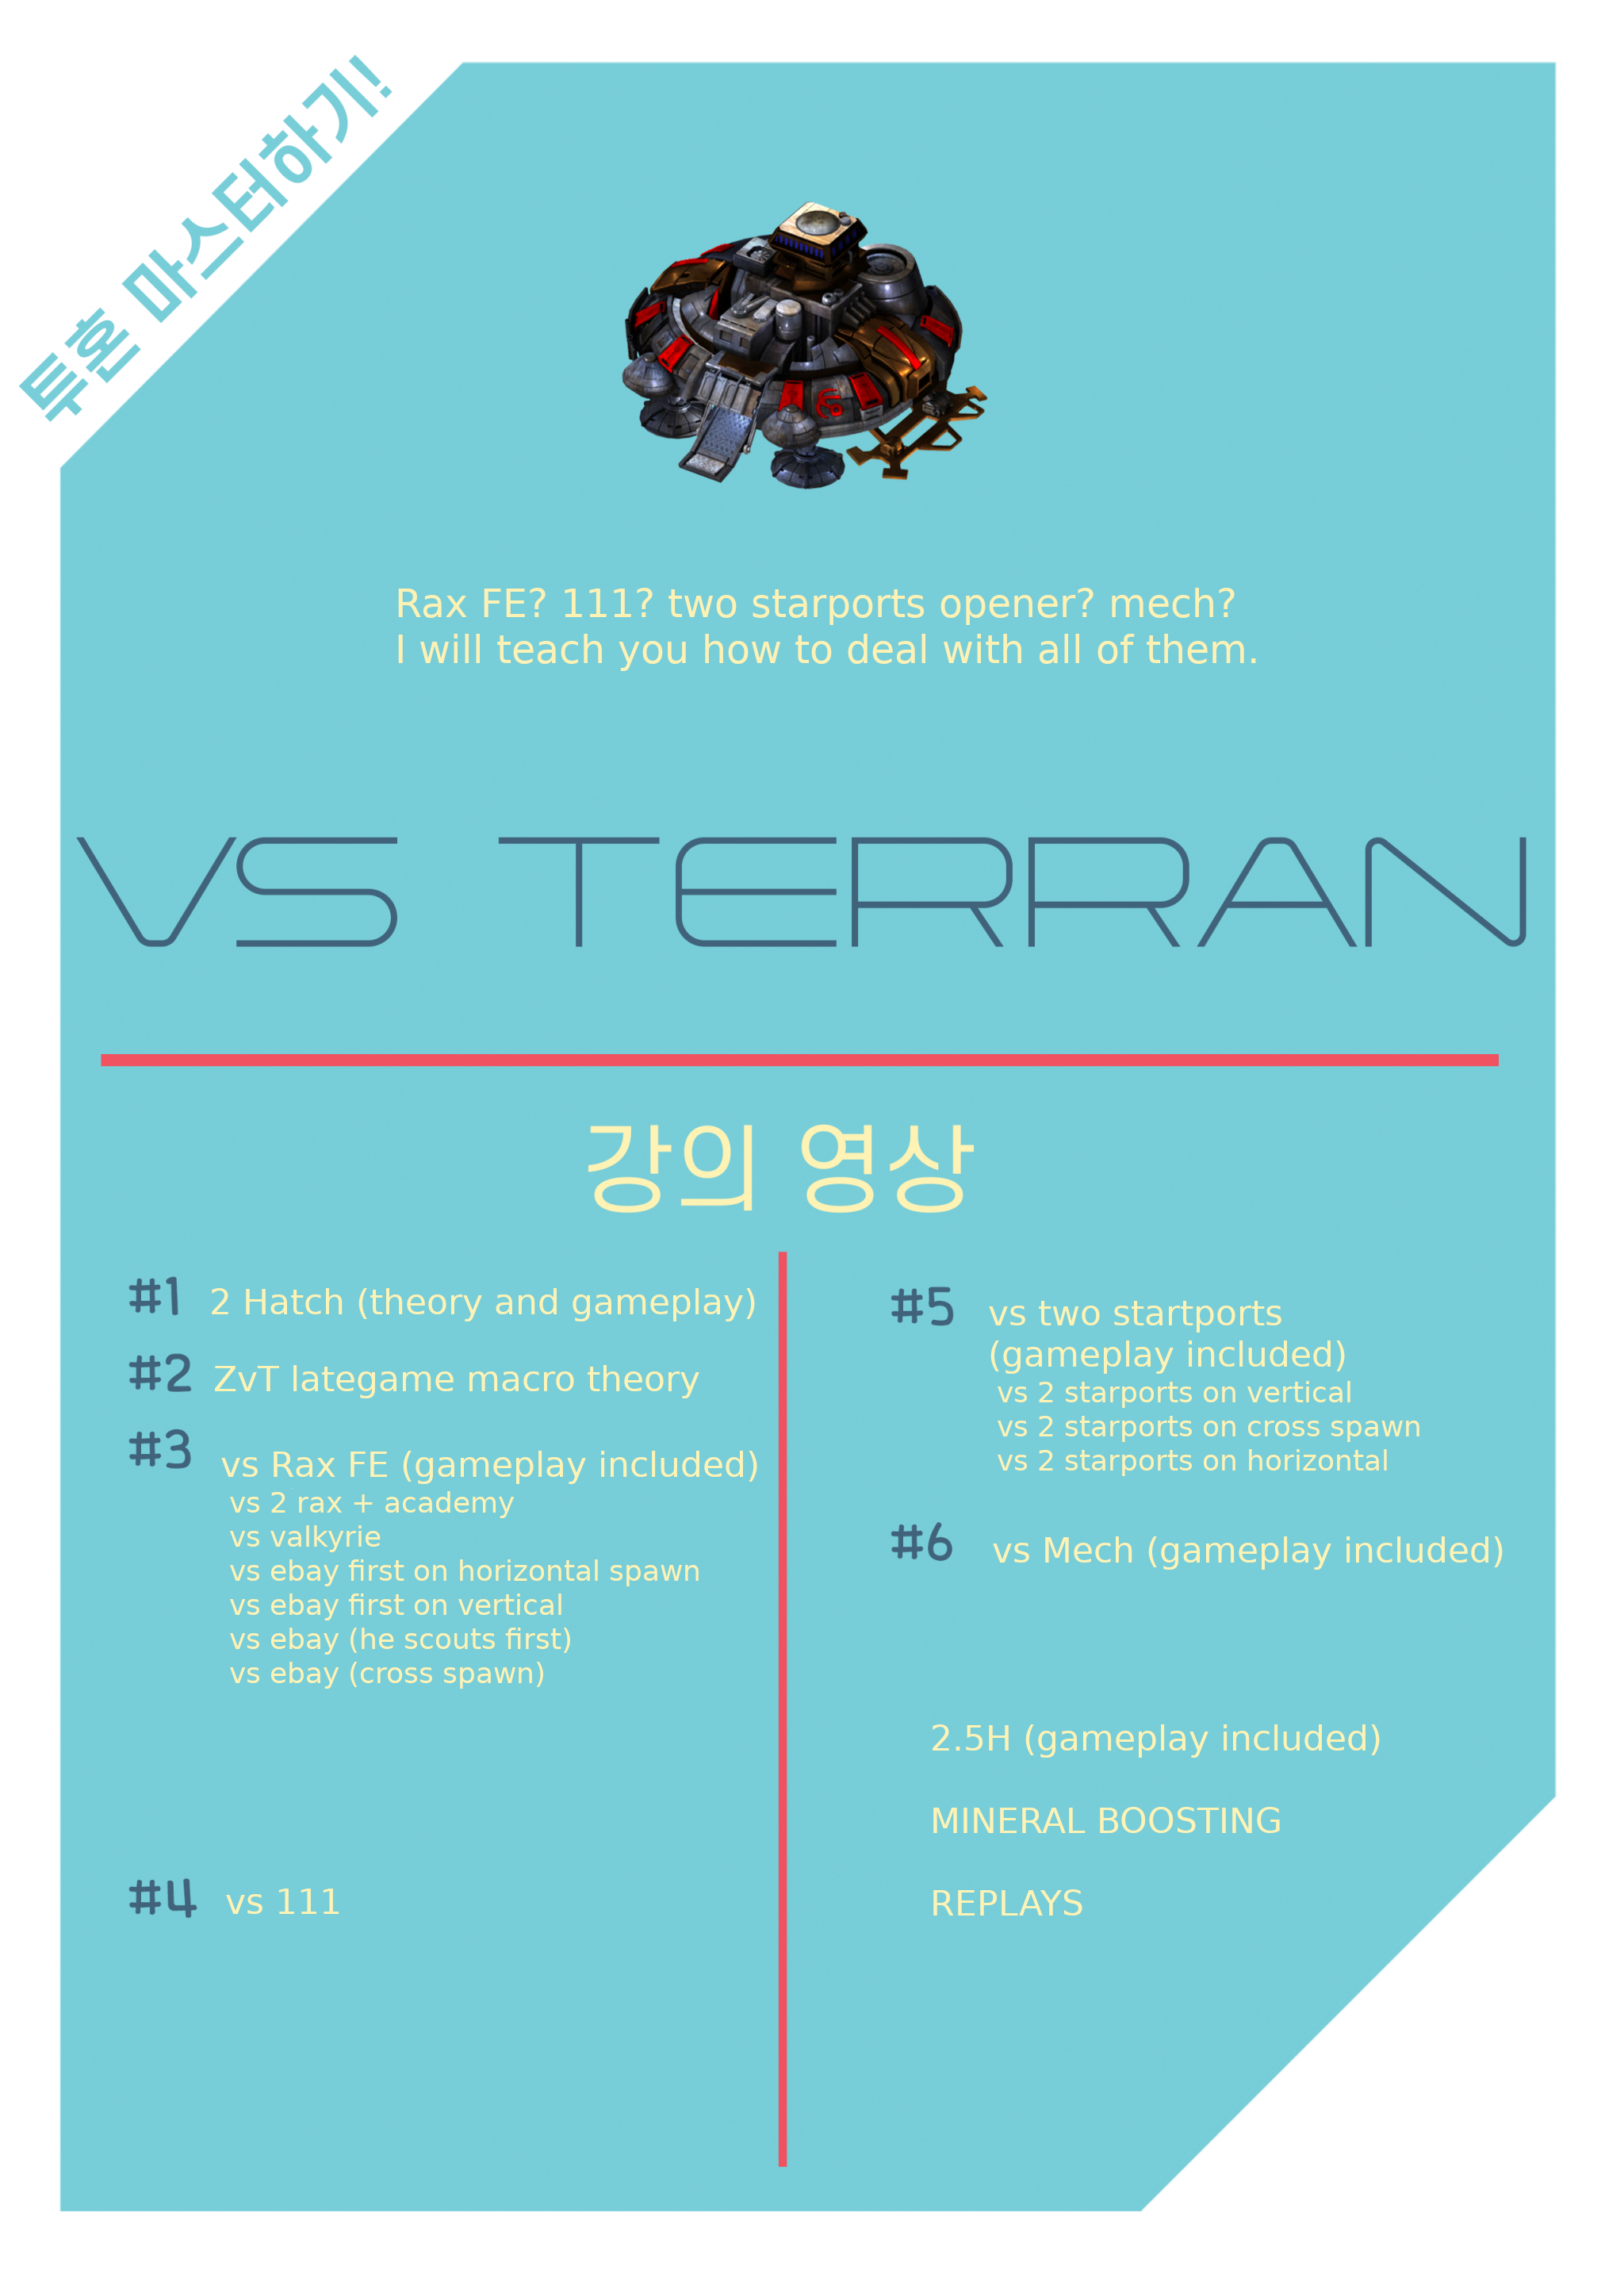 투혼 마스터하기!
Rax FE? 111? two starports opener? mech?
I will teach you how to deal with all of them.
VS TERRAN
강의 영상
#1 2 Hatch (theory and gameplay)
#2 ZvT lategame macro theory
#3 vs Rax FE (gameplay included)
vs 2 rax + academy
vs valkyrie
vs ebay first on horizontal spawn
vs ebay first on vertical
vs ebay (he scouts first)
vs ebay (cross spawn)
#4 vs 111
#5 vs two startports
(gameplay included)
vs 2 starports on vertical
vs 2 starports on cross spawn
vs 2 starports on horizontal
#6 vs Mech (gameplay included)
2.5H (gameplay included)
MINERAL BOOSTING
REPLAYS